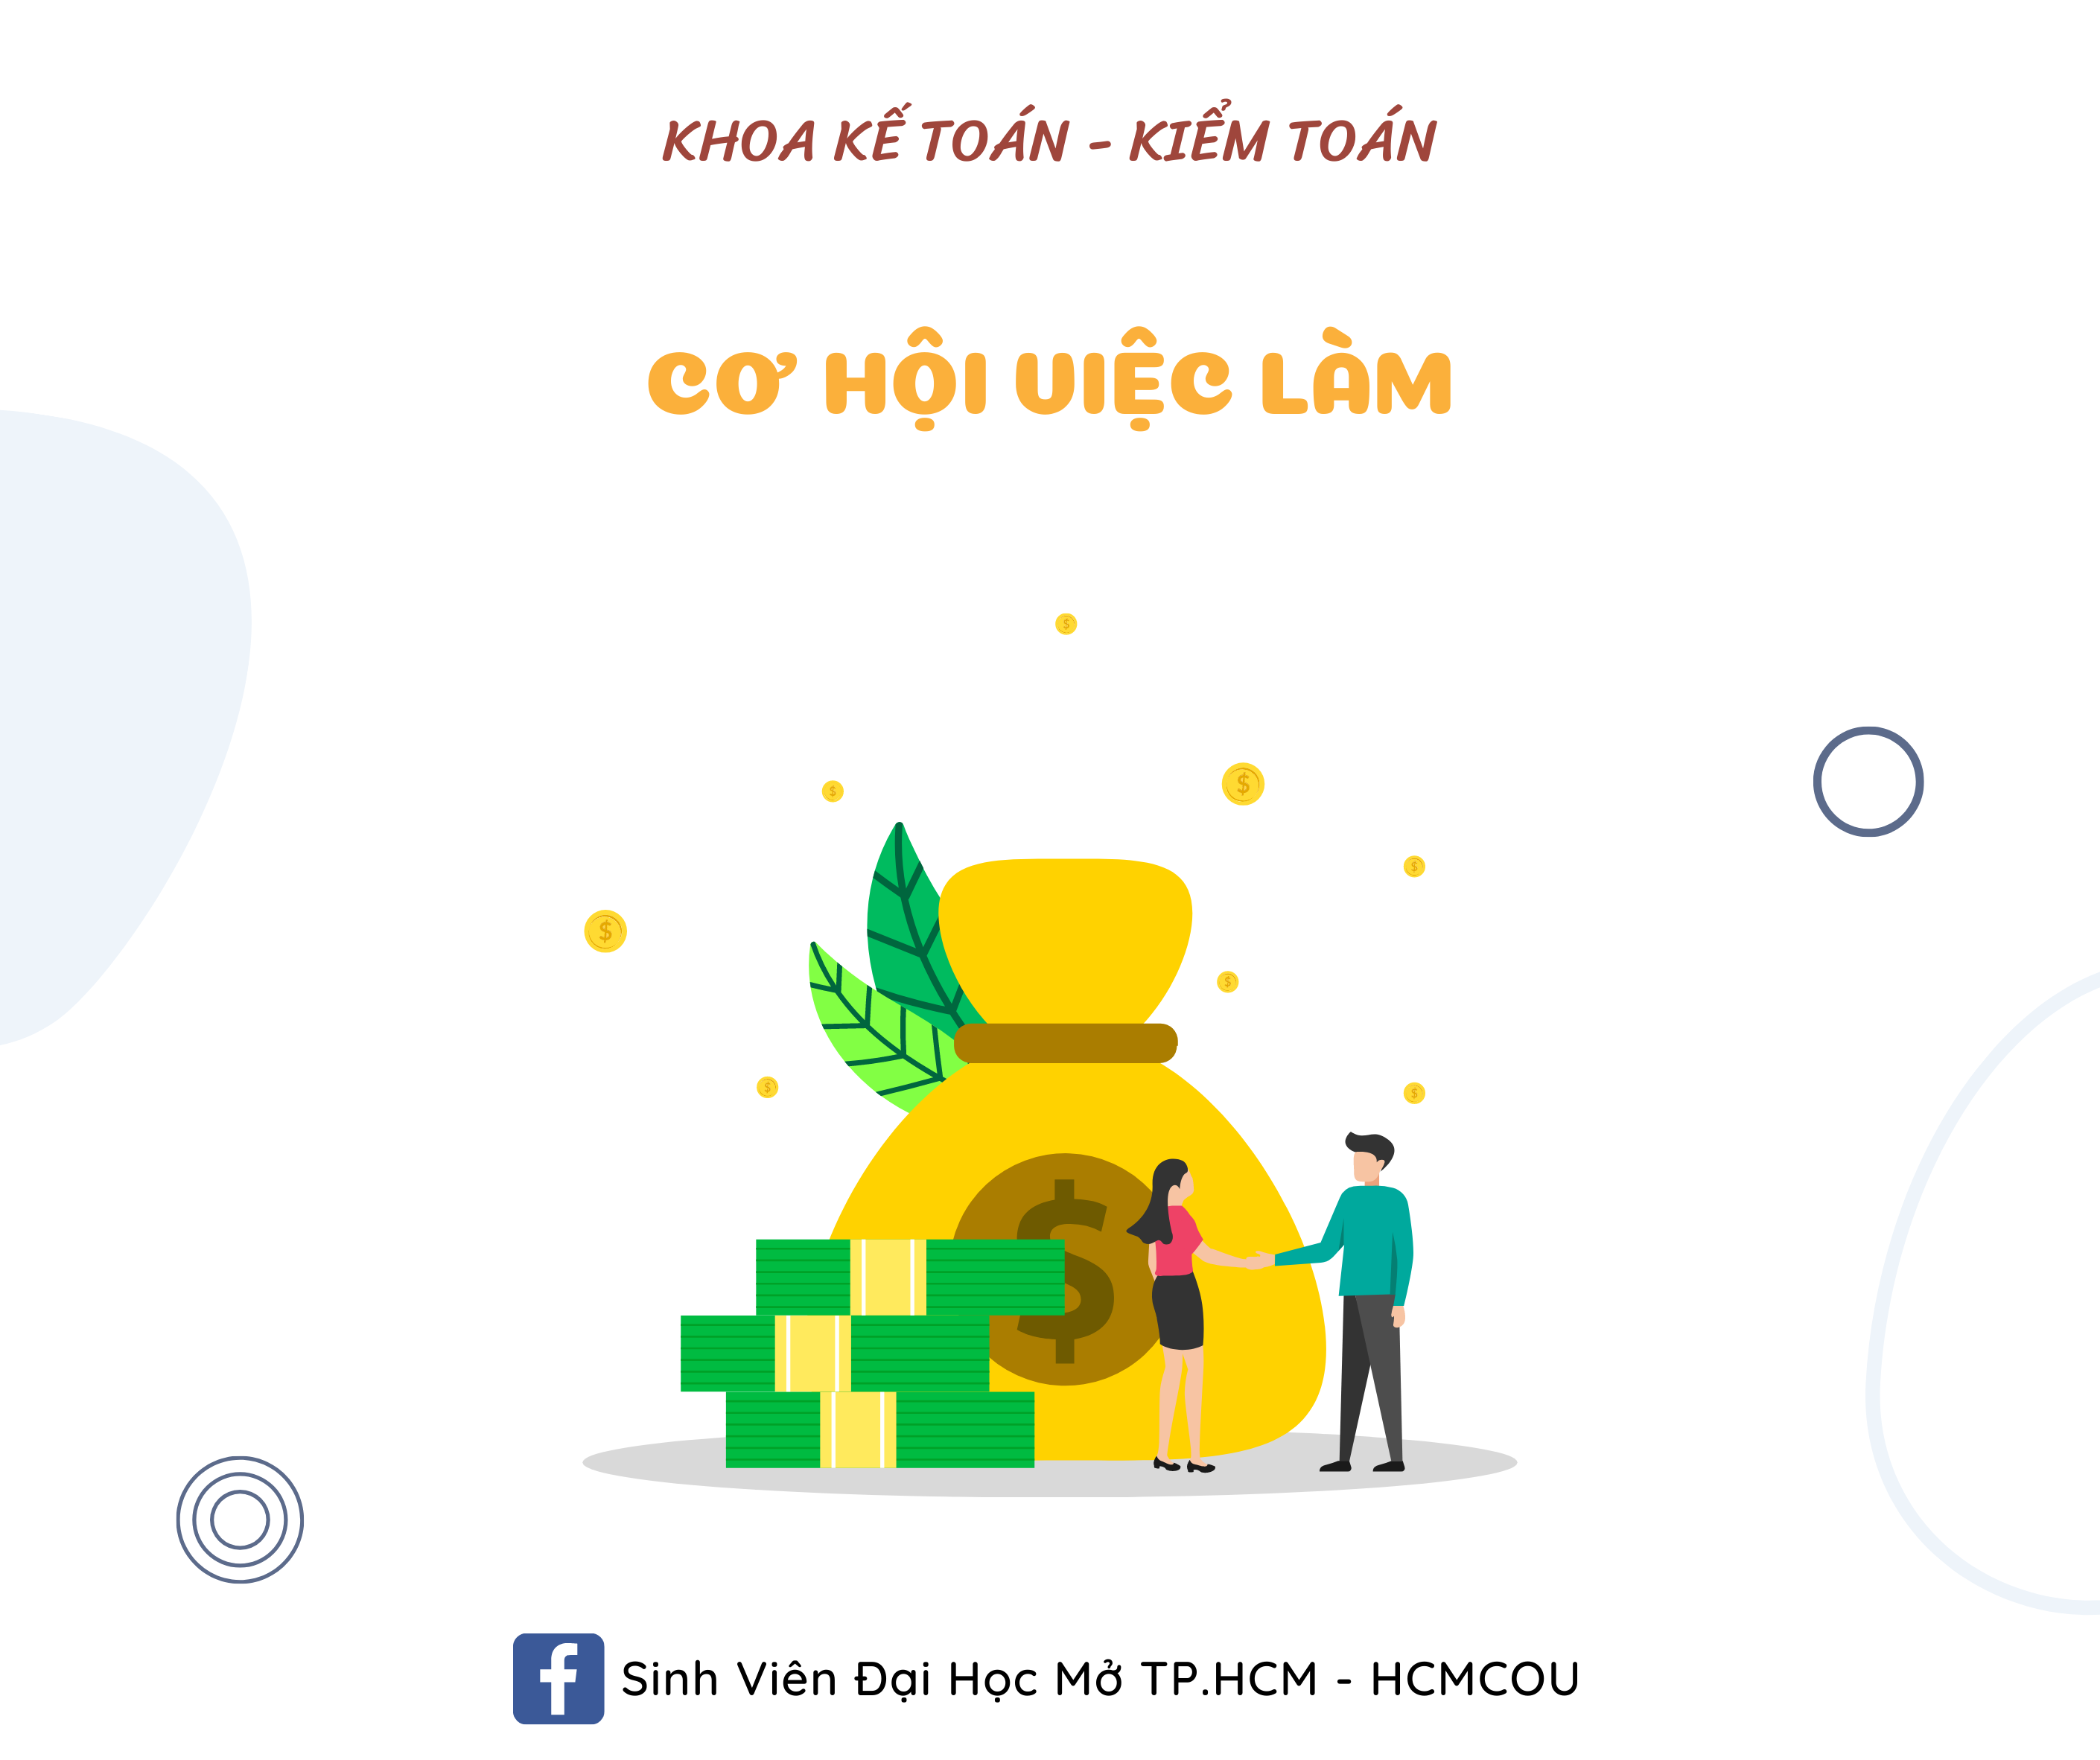 KHOA KẾ TOÁN - KIỂM TOÁN
CƠ HỘI VIỆC LÀM
$
Sinh Viên Đại Học Mở TP.HCM - HCMCOU